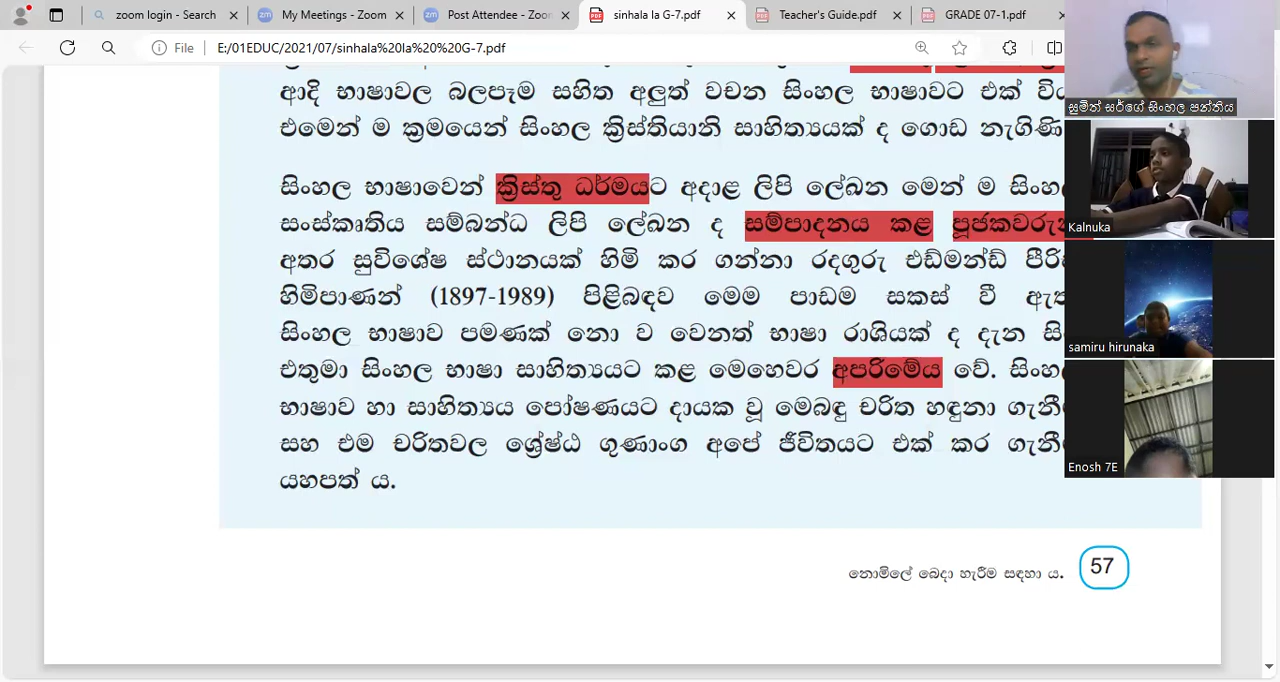 zoom login - Search
My Meetings - Zoom
Post Attendee - Zoo
sinhala la G-7.pdf
Teacher's Guide.pdf
GRADE 07-1.pdf
File
E:/01EDUC/2021/07/sinhala%20la%20%20G-7.pdf
ආදි භාෂාවල බලපෑම සහිත අලුත් වචන සිංහල භාෂාවට එක්
එමෙන් ම ක්‍රමයෙන් සිංහල ක්‍රිස්තියානි සාහිත්‍යයක් ද ගොඩ
සිංහල භාෂාවෙන් ක්‍රිස්තු ධර්මයට අදාළ ලිපි ලේඛන මෙන් ම
සංස්කෘතිය සම්බන්ධ ලිපි ලේඛන ද සම්පාදනය කළ
අතර සුවිශේෂ ස්ථානයක් හිමි කර ගන්නා රදගුරු එඩ්මන්ඩ්
හිමිපාණන් (1897-1989) පිළිබඳව මෙම පාඩම සකස් වී
සිංහල භාෂාව පමණක් නො ව වෙනත් භාෂා රාශියක් ද දැන
එතුමා සිංහල භාෂා සාහිත්‍යයට කළ මෙහෙවර අපරිමේය වේ.
භාෂාව හා සාහිත්‍යය පෝෂණයට දායක වූ මෙබඳු චරිත හඳුනා
සහ එම චරිතවල ශ්‍රේෂ්ඨ ගුණාංග අපේ ජීවිතයට එක් කර
යහපත් ය.
නොමිලේ බෙදා හැරීම සඳහා ය.
57
සුමිත් සර්ගේ සිංහල පන්තිය
Kalnuka
samiru hirunaka
Enosh 7E